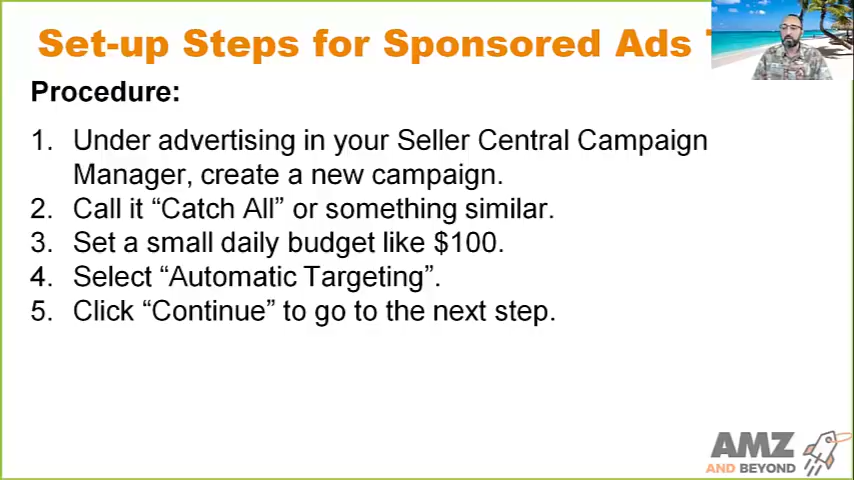 Set-up Steps for Sponsored Ads
Procedure:
1. Under advertising in your Seller Central Campaign
Manager, create a new campaign.
2. Call it “Catch All” or something similar.
3. Set a small daily budget like $100.
4. Select “Automatic Targeting”.
5. Click “Continue” to go to the next step.
AMZ
AND BEYOND